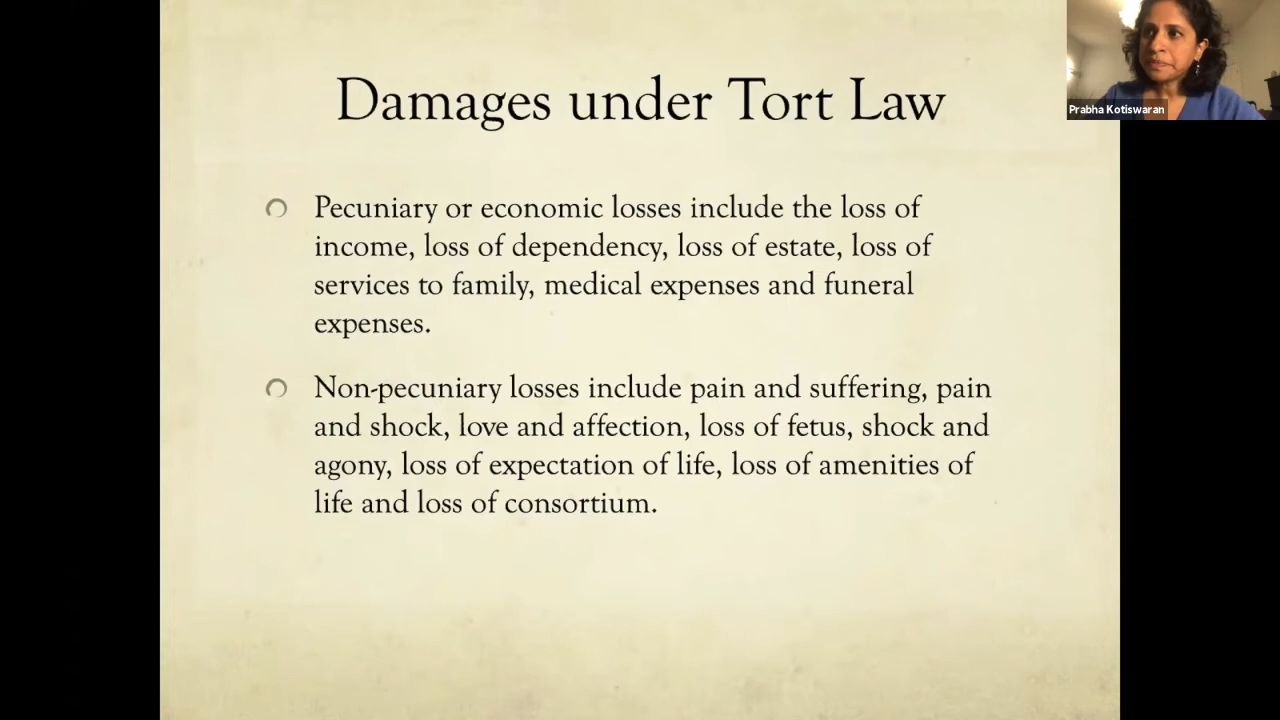 Damages under Tort Law
Prabha Kotiswaran
Pecuniary or economic losses include the loss of
income, loss of dependency, loss of estate, loss of
services to family, medical expenses and funeral
expenses.
Non-pecuniary losses include pain and suffering, pain
and shock, love and affection, loss of fetus, shock and
agony, loss of expectation of life, loss of amenities of
life and loss of consortium.